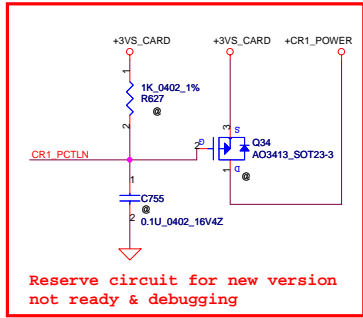 +3VS_CARD
+3VS_CARD
+CR1_POWER
1
1K_0402_1%
R627
@
2
3
S
Q34
AO3413_SOT23-3
2
G
@
1
D
CR1_PCTLN
1
C755
@
2
0.1U_0402_16V4Z
Reserve circuit for new version
not ready & debugging